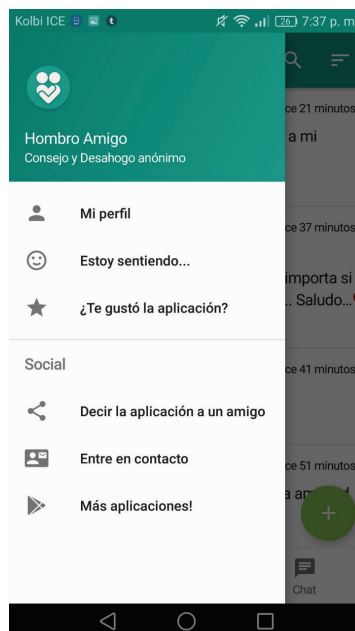 Kolbi ICE
26 7:37 p. m
ce 21 minutos
Hombro Amigo
Consejo y Desahogo anónimo
a mi
Mi perfil
ce 37 minutos
Estoy sintiendo...
importa si
¿Te gustó la aplicación?
.. Saludo...
Social
ce 41 minutos
Decir la aplicación a un amigo
Entre en contacto
ce 51 minutos
Más aplicaciones!
+
Chat